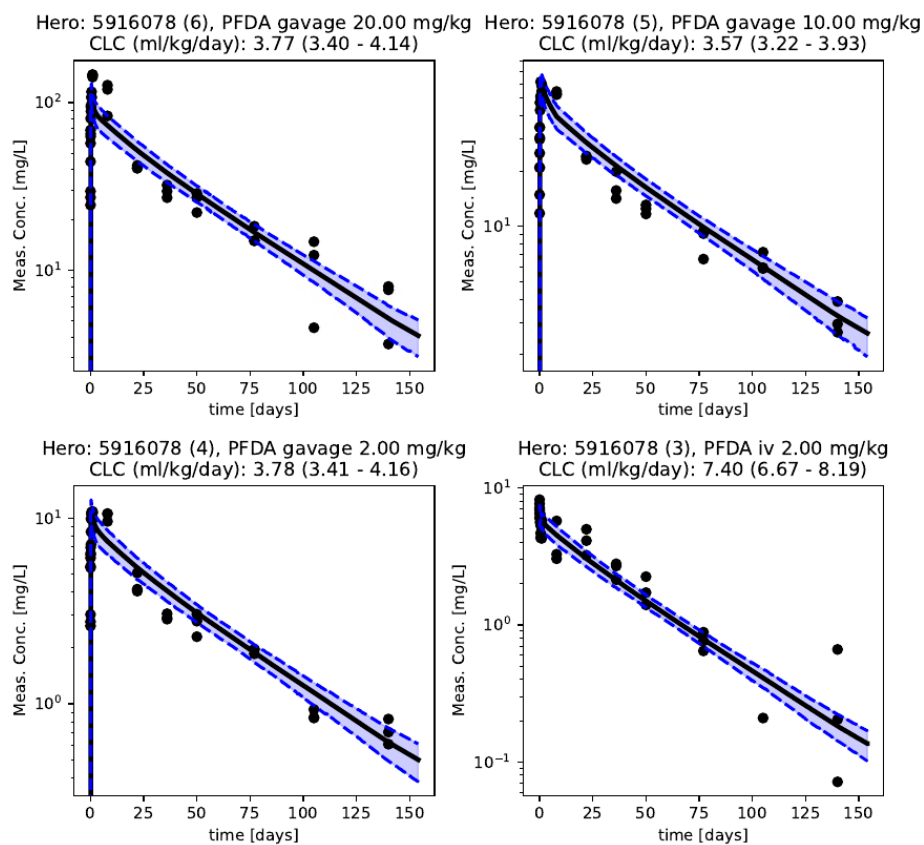 Hero: 5916078 (6), PFDA gavage 20.00 mg/kg
CLC (ml/kg/day): 3.77 (3.40 - 4.14)
Meas. Conc. [mg/L]
10²
10¹
0 25 50 75 100 125 150
time [days]
Hero: 5916078 (5), PFDA gavage 10.00 mg/kg
CLC (ml/kg/day): 3.57 (3.22 - 3.93)
Meas. Conc. [mg/L]
10¹
0 25 50 75 100 125 150
time [days]
Hero: 5916078 (4), PFDA gavage 2.00 mg/kg
CLC (ml/kg/day): 3.78 (3.41 - 4.16)
Meas. Conc. [mg/L]
10¹
10⁰
0 25 50 75 100 125 150
time [days]
Hero: 5916078 (3), PFDA iv 2.00 mg/kg
CLC (ml/kg/day): 7.40 (6.67 - 8.19)
Meas. Conc. [mg/L]
10¹
10⁰
10⁻¹
0 25 50 75 100 125 150
time [days]